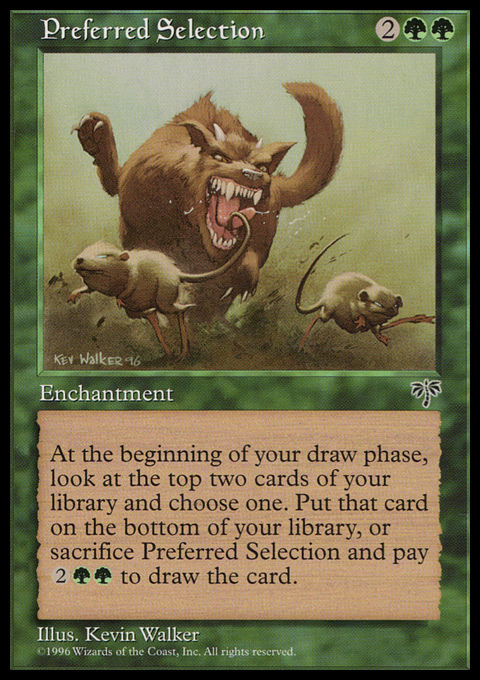 Preferred Selection 2
KEV WALKER 96
Enchantment
At the beginning of your draw phase,
look at the top two cards of your
library and choose one. Put that card
on the bottom of your library, or
sacrifice Preferred Selection and pay
2 to draw the card.
Illus. Kevin Walker
©1996 Wizards of the Coast, Inc. All rights reserved.